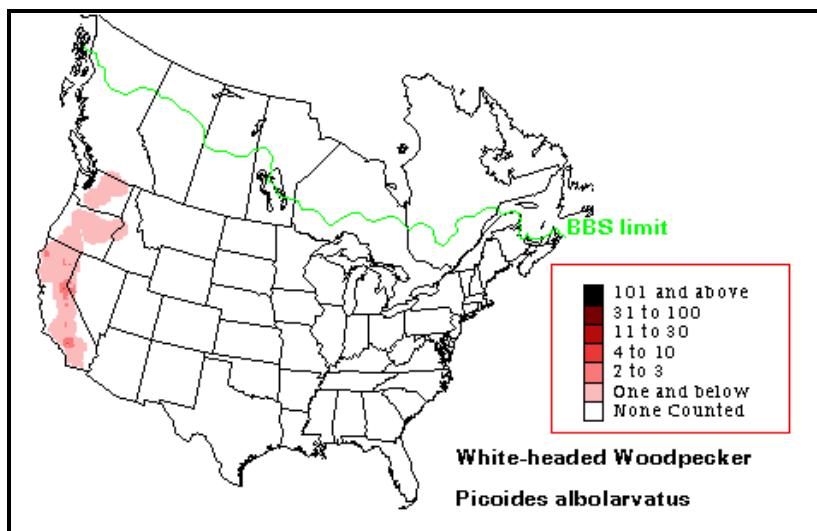 BBS limit
101 and above
31 to 100
11 to 30
4 to 10
2 to 3
One and below
None Counted
White-headed Woodpecker
Picoides albolarvatus